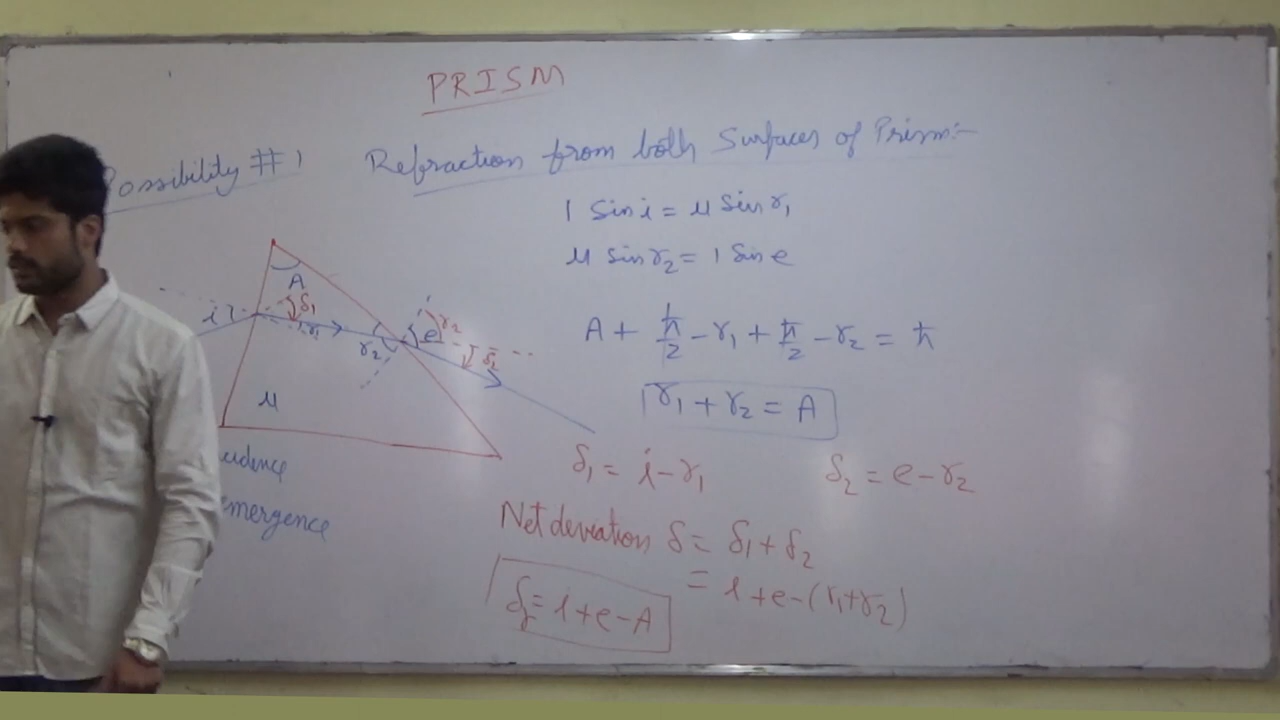 PRISM
Possibility #1 Refraction from both Surfaces of Prism:-
1 Sin i = μ Sin r₁
μ sin r₂ = 1 Sin e
A + π/2 - r₁ + π/2 - r₂ = π
r₁ + r₂ = A
A
i
δ₁
r₁
r₂
e
r₂
δ₂
μ
idence
emergence
δ₁ = i - r₁ δ₂ = e - r₂
Net deviation δ = δ₁ + δ₂
= i + e - (r₁ + r₂)
δ = i + e - A